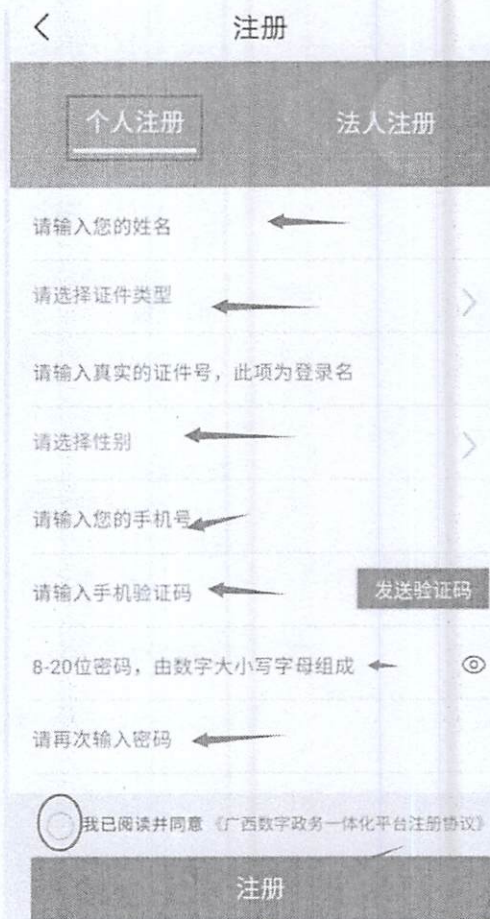 注册
个人注册 法人注册
请输入您的姓名
请选择证件类型
请输入真实的证件号，此项为登录名
请选择性别
请输入您的手机号
请输入手机验证码 发送验证码
8-20位密码，由数字大小写字母组成
请再次输入密码
我已阅读并同意《广西数字政务一体化平台注册协议》
注册